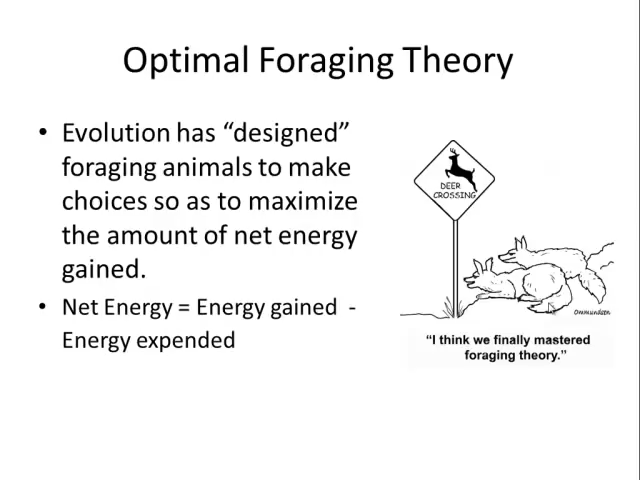 Optimal Foraging Theory
• Evolution has “designed”
foraging animals to make
choices so as to maximize
the amount of net energy
gained.
• Net Energy = Energy gained -
Energy expended
DEER
CROSSING
Ommundsen
“I think we finally mastered
foraging theory.”